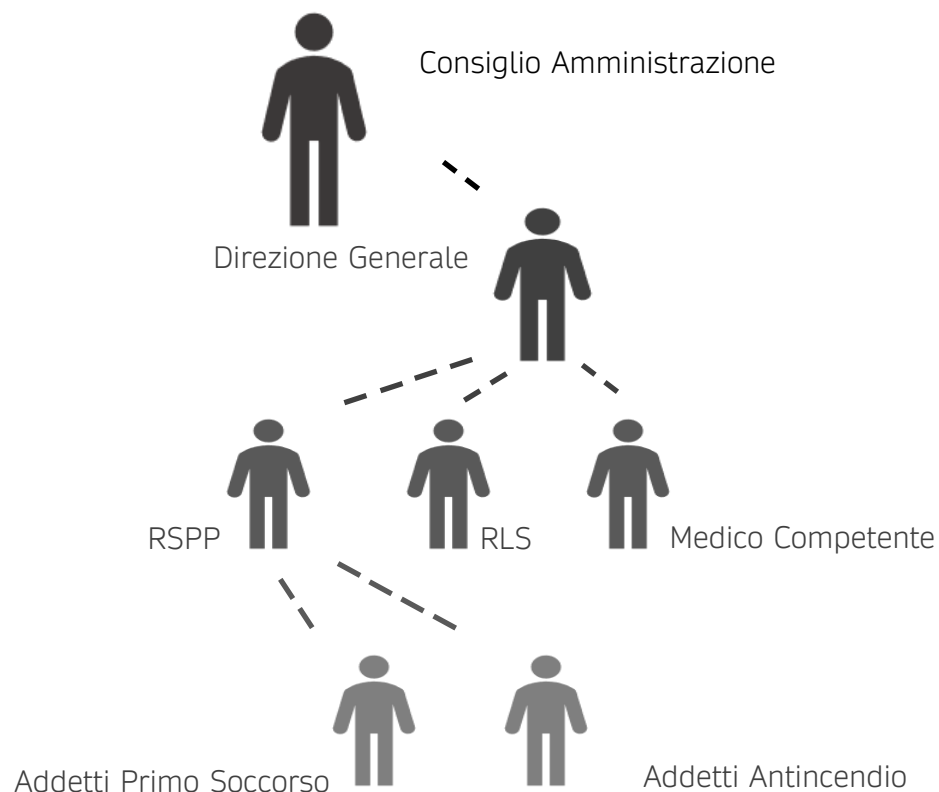 Consiglio Amministrazione
Direzione Generale
RSPP
RLS
Medico Competente
Addetti Primo Soccorso
Addetti Antincendio